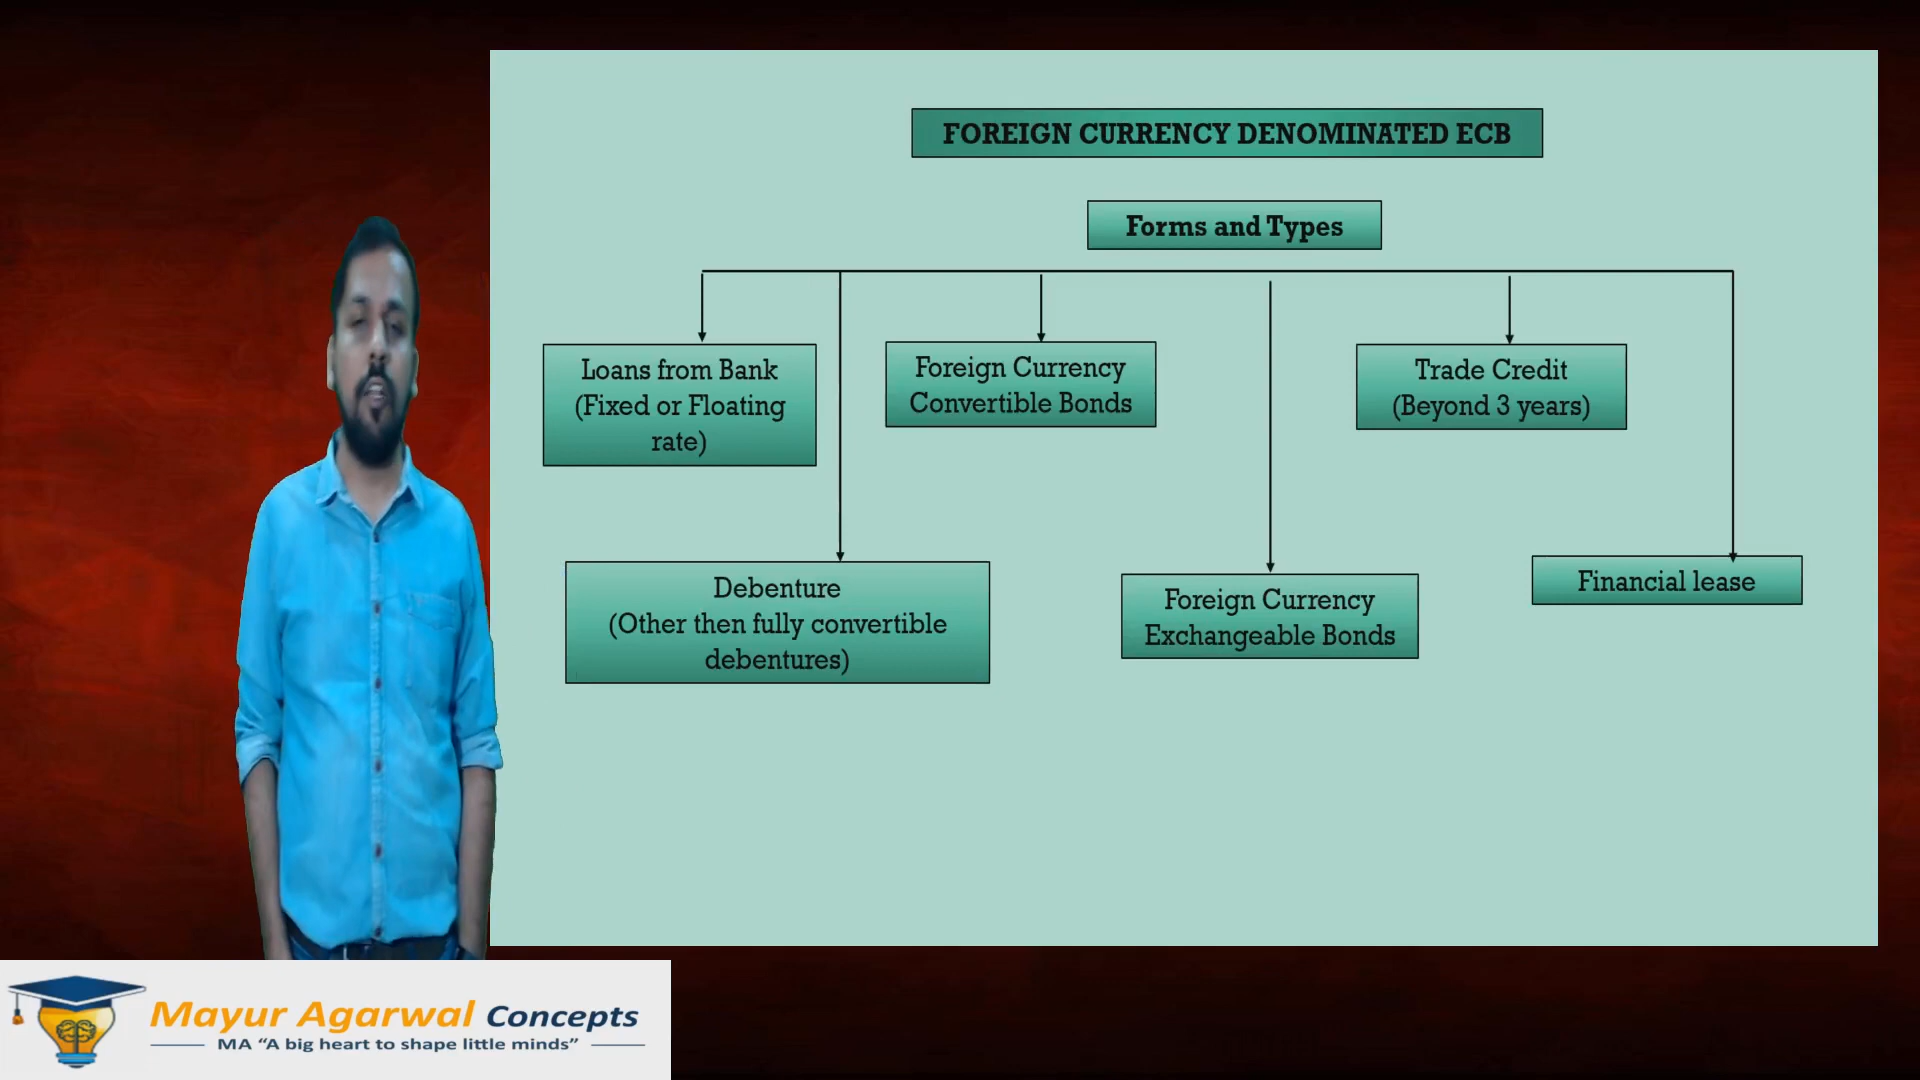 FOREIGN CURRENCY DENOMINATED ECB
Forms and Types
Loans from Bank
(Fixed or Floating
rate)
Foreign Currency
Convertible Bonds
Trade Credit
(Beyond 3 years)
Debenture
(Other then fully convertible
debentures)
Foreign Currency
Exchangeable Bonds
Financial lease
Mayur Agarwal Concepts
MA “A big heart to shape little minds”